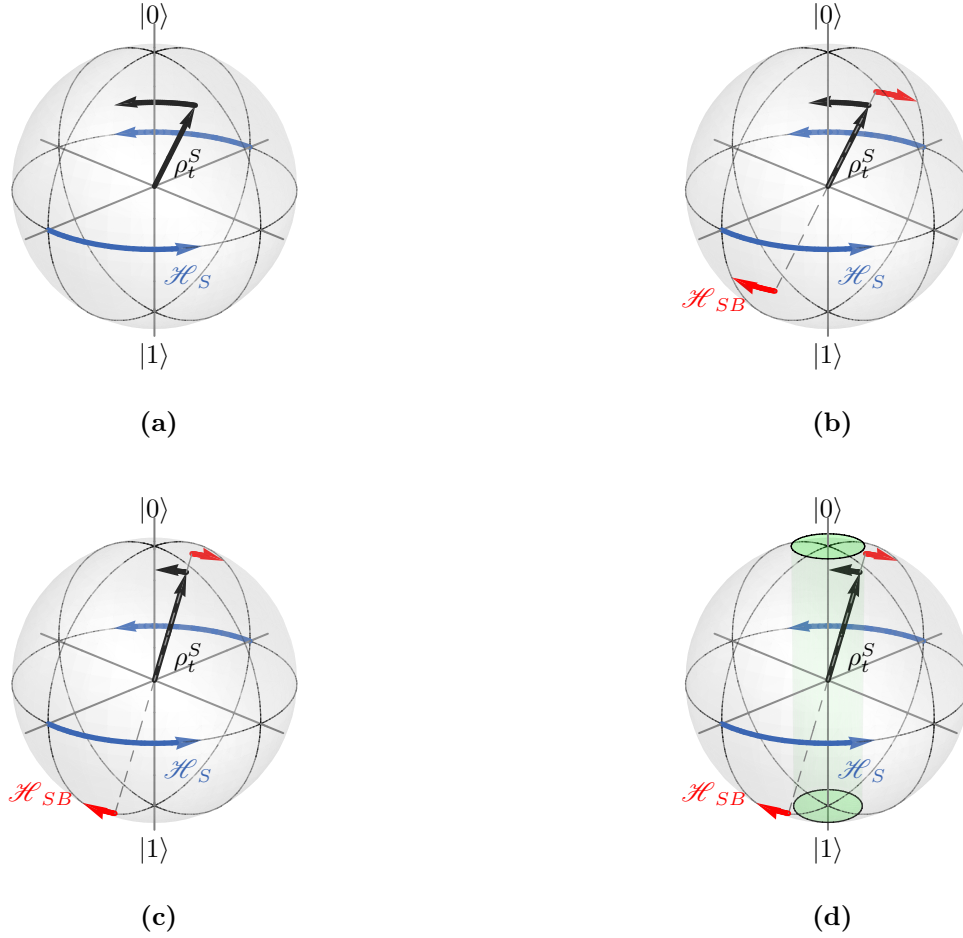 |0⟩ |0⟩
ρ_t^S ρ_t^S
ℋ_S ℋ_SB ℋ_S
|1⟩ |1⟩
(a) (b)
|0⟩ |0⟩
ρ_t^S ρ_t^S
ℋ_SB ℋ_S ℋ_SB ℋ_S
|1⟩ |1⟩
(c) (d)